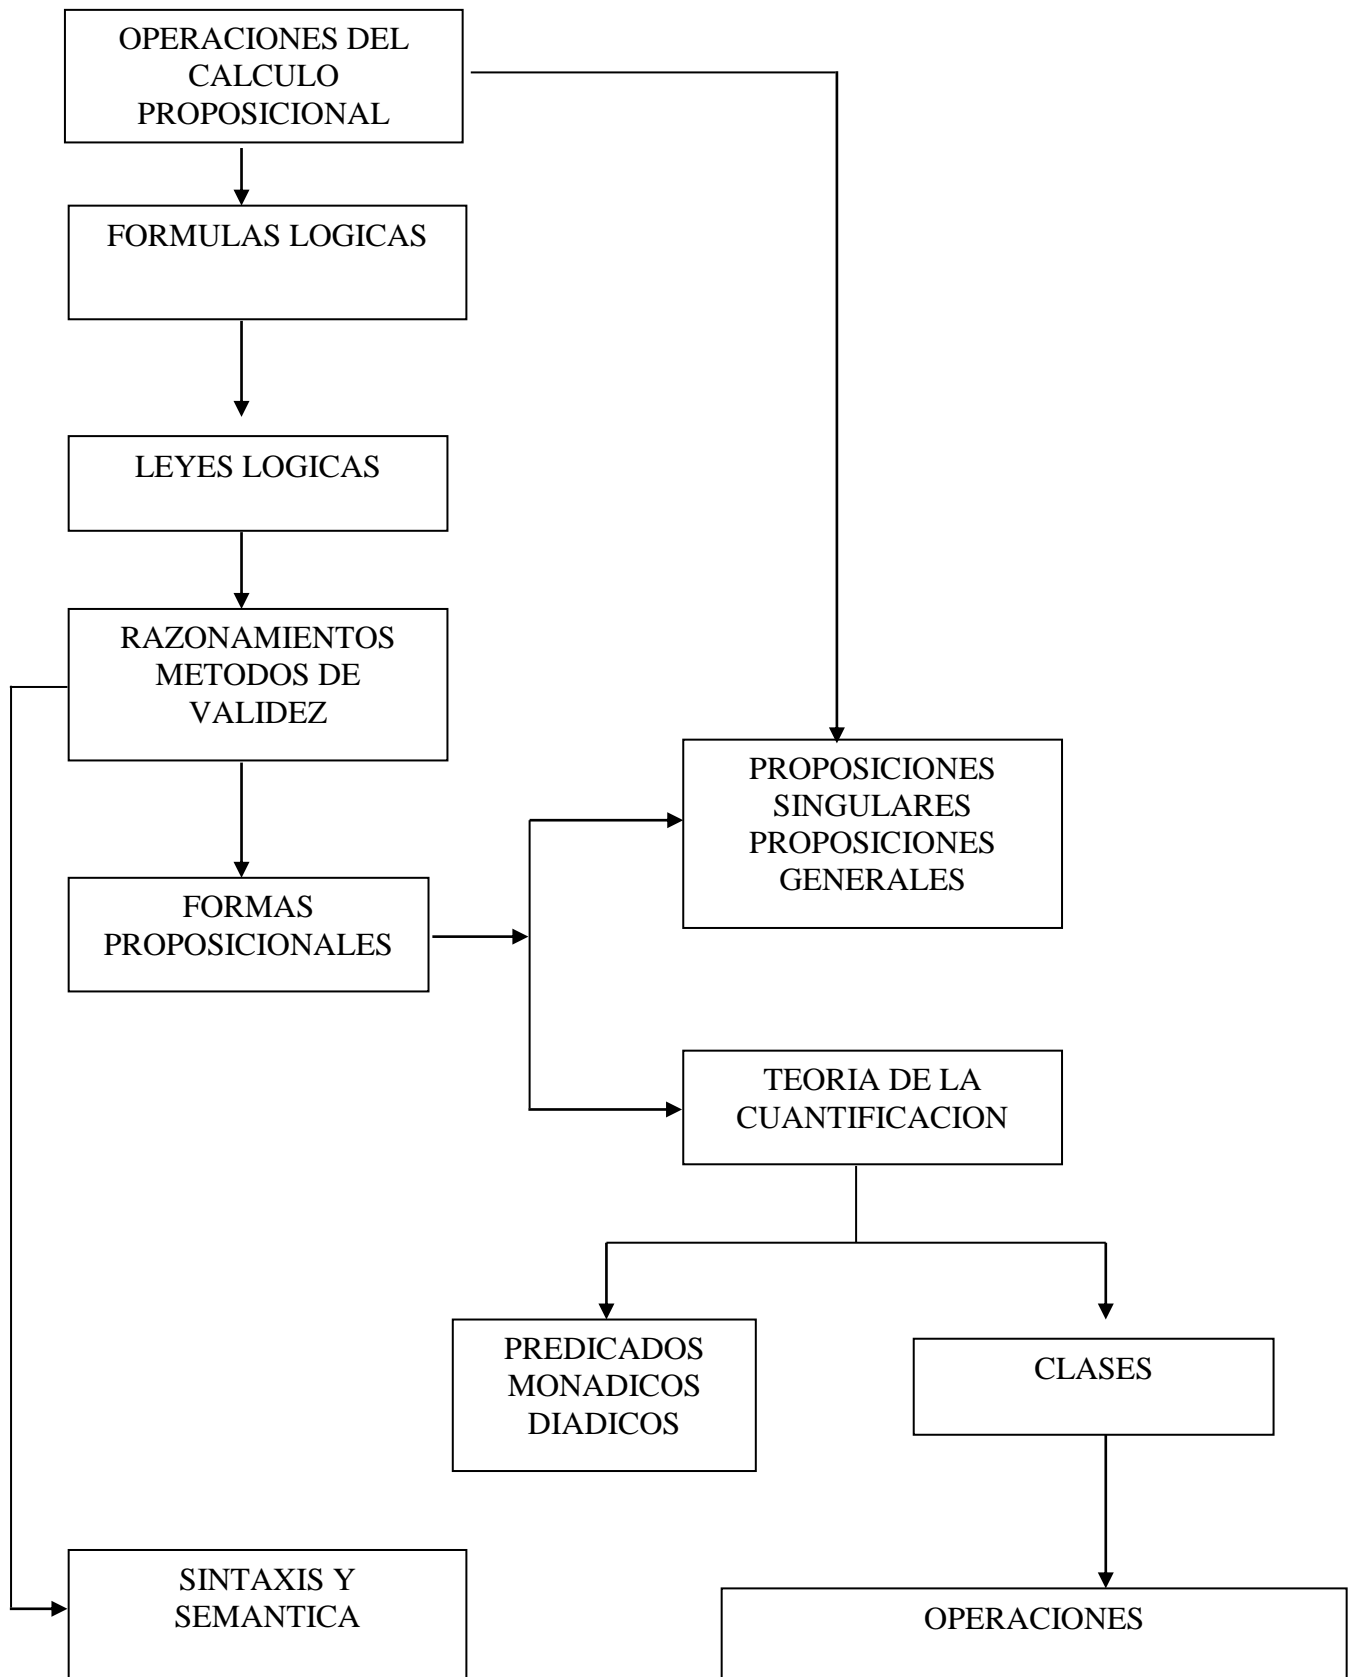 OPERACIONES DEL
CALCULO
PROPOSICIONAL
FORMULAS LOGICAS
LEYES LOGICAS
RAZONAMIENTOS
METODOS DE
VALIDEZ
PROPOSICIONES
SINGULARES
PROPOSICIONES
GENERALES
FORMAS
PROPOSICIONALES
TEORIA DE LA
CUANTIFICACION
PREDICADOS
MONADICOS
DIADICOS
CLASES
SINTAXIS Y
SEMANTICA
OPERACIONES